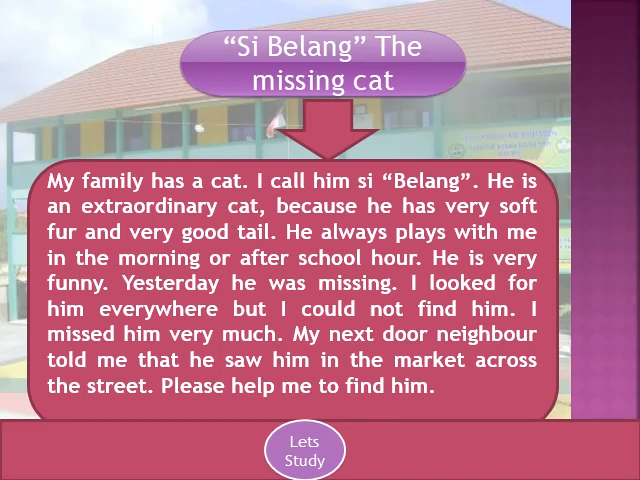 “Si Belang” The
missing cat
My family has a cat. I call him si “Belang”. He is
an extraordinary cat, because he has very soft
fur and very good tail. He always plays with me
in the morning or after school hour. He is very
funny. Yesterday he was missing. I looked for
him everywhere but I could not find him. I
missed him very much. My next door neighbour
told me that he saw him in the market across
the street. Please help me to find him.
Lets
Study